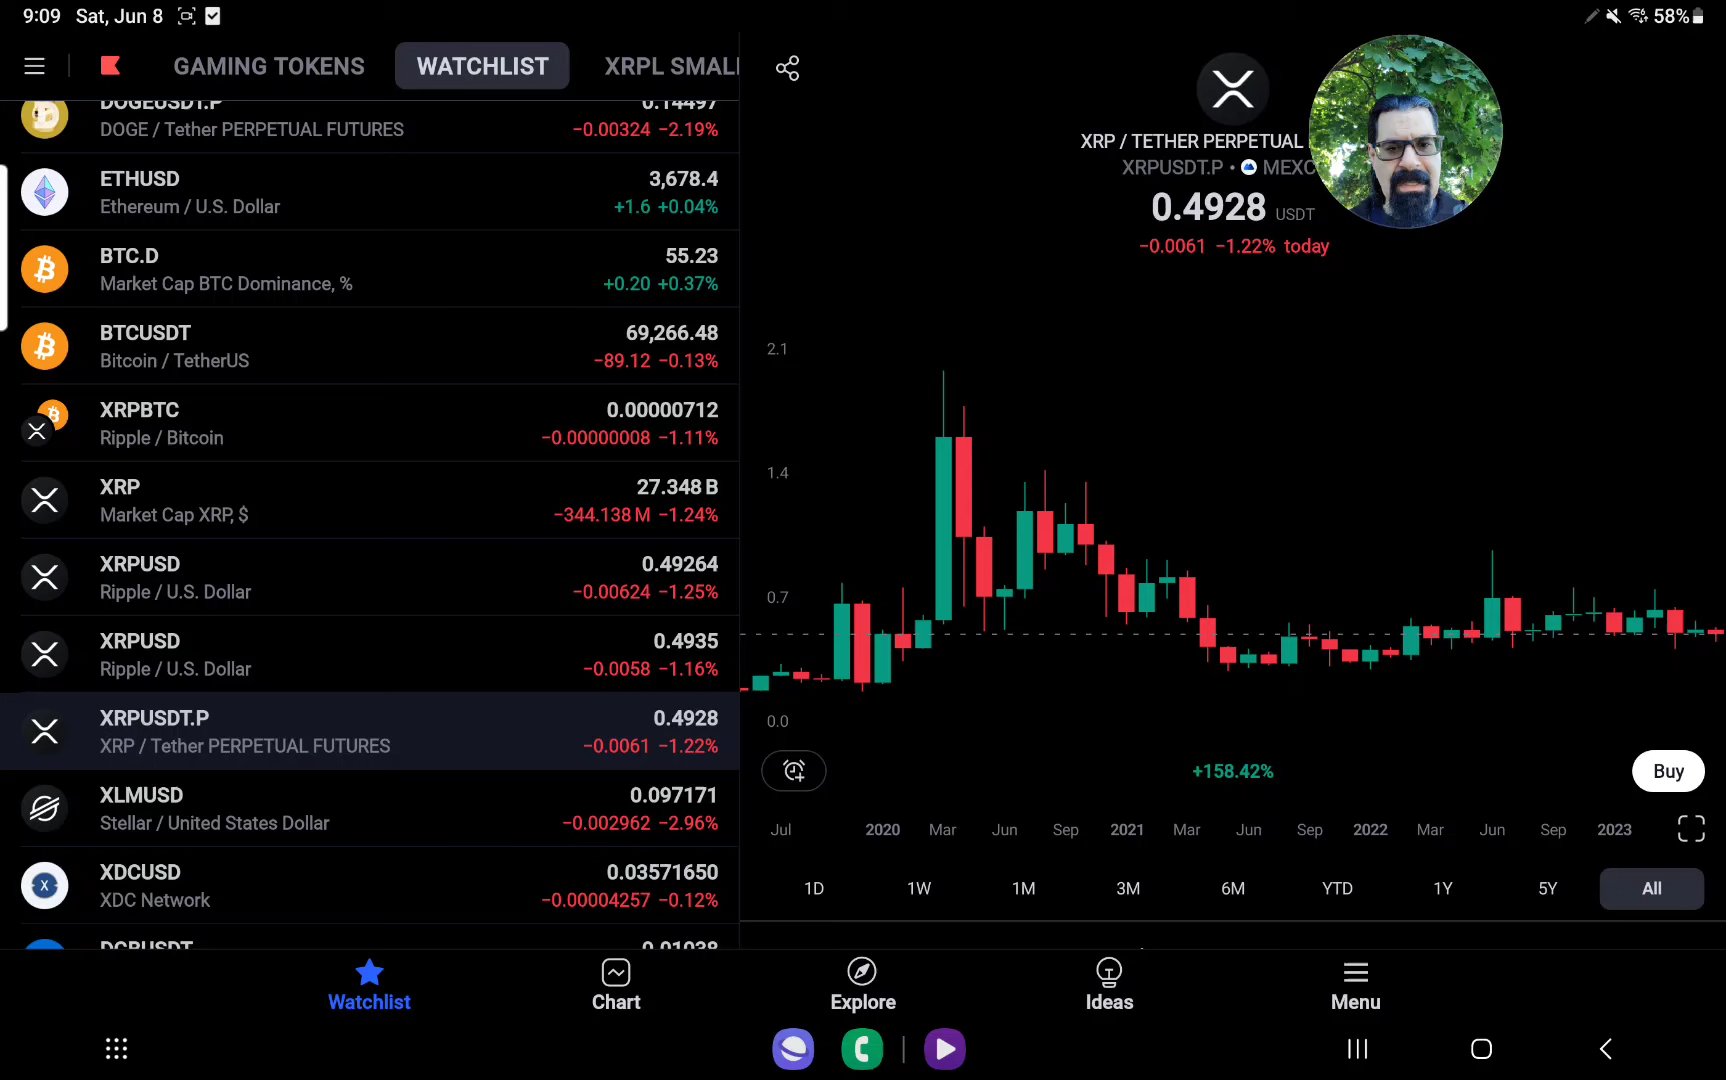 9:09 Sat, Jun 8
58%
GAMING TOKENS WATCHLIST XRPL SMALL
DOGEUSDT.P 0.14497
DOGE / Tether PERPETUAL FUTURES −0.00324 −2.19%
ETHUSD 3,678.4
Ethereum / U.S. Dollar +1.6 +0.04%
BTC.D 55.23
Market Cap BTC Dominance, % +0.20 +0.37%
BTCUSDT 69,266.48
Bitcoin / TetherUS −89.12 −0.13%
XRPBTC 0.00000712
Ripple / Bitcoin −0.00000008 −1.11%
XRP 27.348 B
Market Cap XRP, $ −344.138 M −1.24%
XRPUSD 0.49264
Ripple / U.S. Dollar −0.00624 −1.25%
XRPUSD 0.4935
Ripple / U.S. Dollar −0.0058 −1.16%
XRPUSDT.P 0.4928
XRP / Tether PERPETUAL FUTURES −0.0061 −1.22%
XLMUSD 0.097171
Stellar / United States Dollar −0.002962 −2.96%
XDCUSD 0.03571650
XDC Network −0.00004257 −0.12%
XRP / TETHER PERPETUAL
XRPUSDT.P • MEXC
0.4928 USDT
−0.0061 −1.22% today
2.1
1.4
0.7
0.0
+158.42%
Buy
Jul 2020 Mar Jun Sep 2021 Mar Jun Sep 2022 Mar Jun Sep 2023
1D 1W 1M 3M 6M YTD 1Y 5Y All
Watchlist Chart Explore Ideas Menu